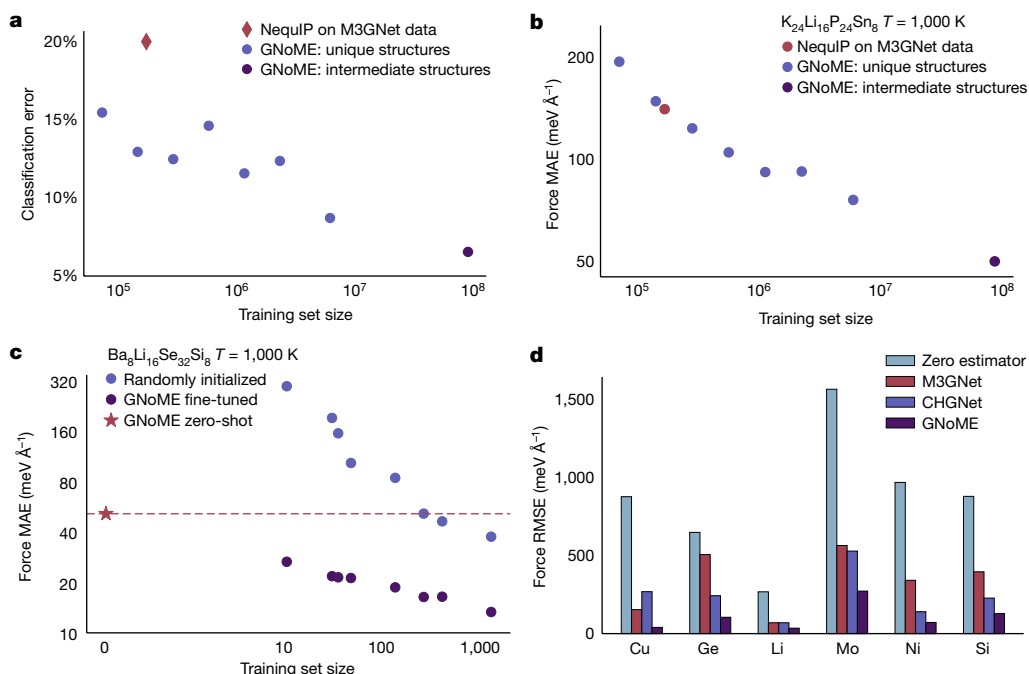 a
20%
15%
10%
5%
Classification error
10⁵
10⁶
10⁷
10⁸
Training set size
NequIP on M3GNet data
GNoME: unique structures
GNoME: intermediate structures
b
K₂₄Li₁₆P₂₄Sn₈ T = 1,000 K
NequIP on M3GNet data
GNoME: unique structures
GNoME: intermediate structures
200
100
50
Force MAE (meV Å⁻¹)
10⁵
10⁶
10⁷
10⁸
Training set size
c
Ba₈Li₁₆Se₃₂Si₈ T = 1,000 K
Randomly initialized
GNoME fine-tuned
GNoME zero-shot
320
160
80
40
20
10
Force MAE (meV Å⁻¹)
0
10
100
1,000
Training set size
d
Zero estimator
M3GNet
CHGNet
GNoME
1,500
1,000
500
0
Force RMSE (meV Å⁻¹)
Cu
Ge
Li
Mo
Ni
Si